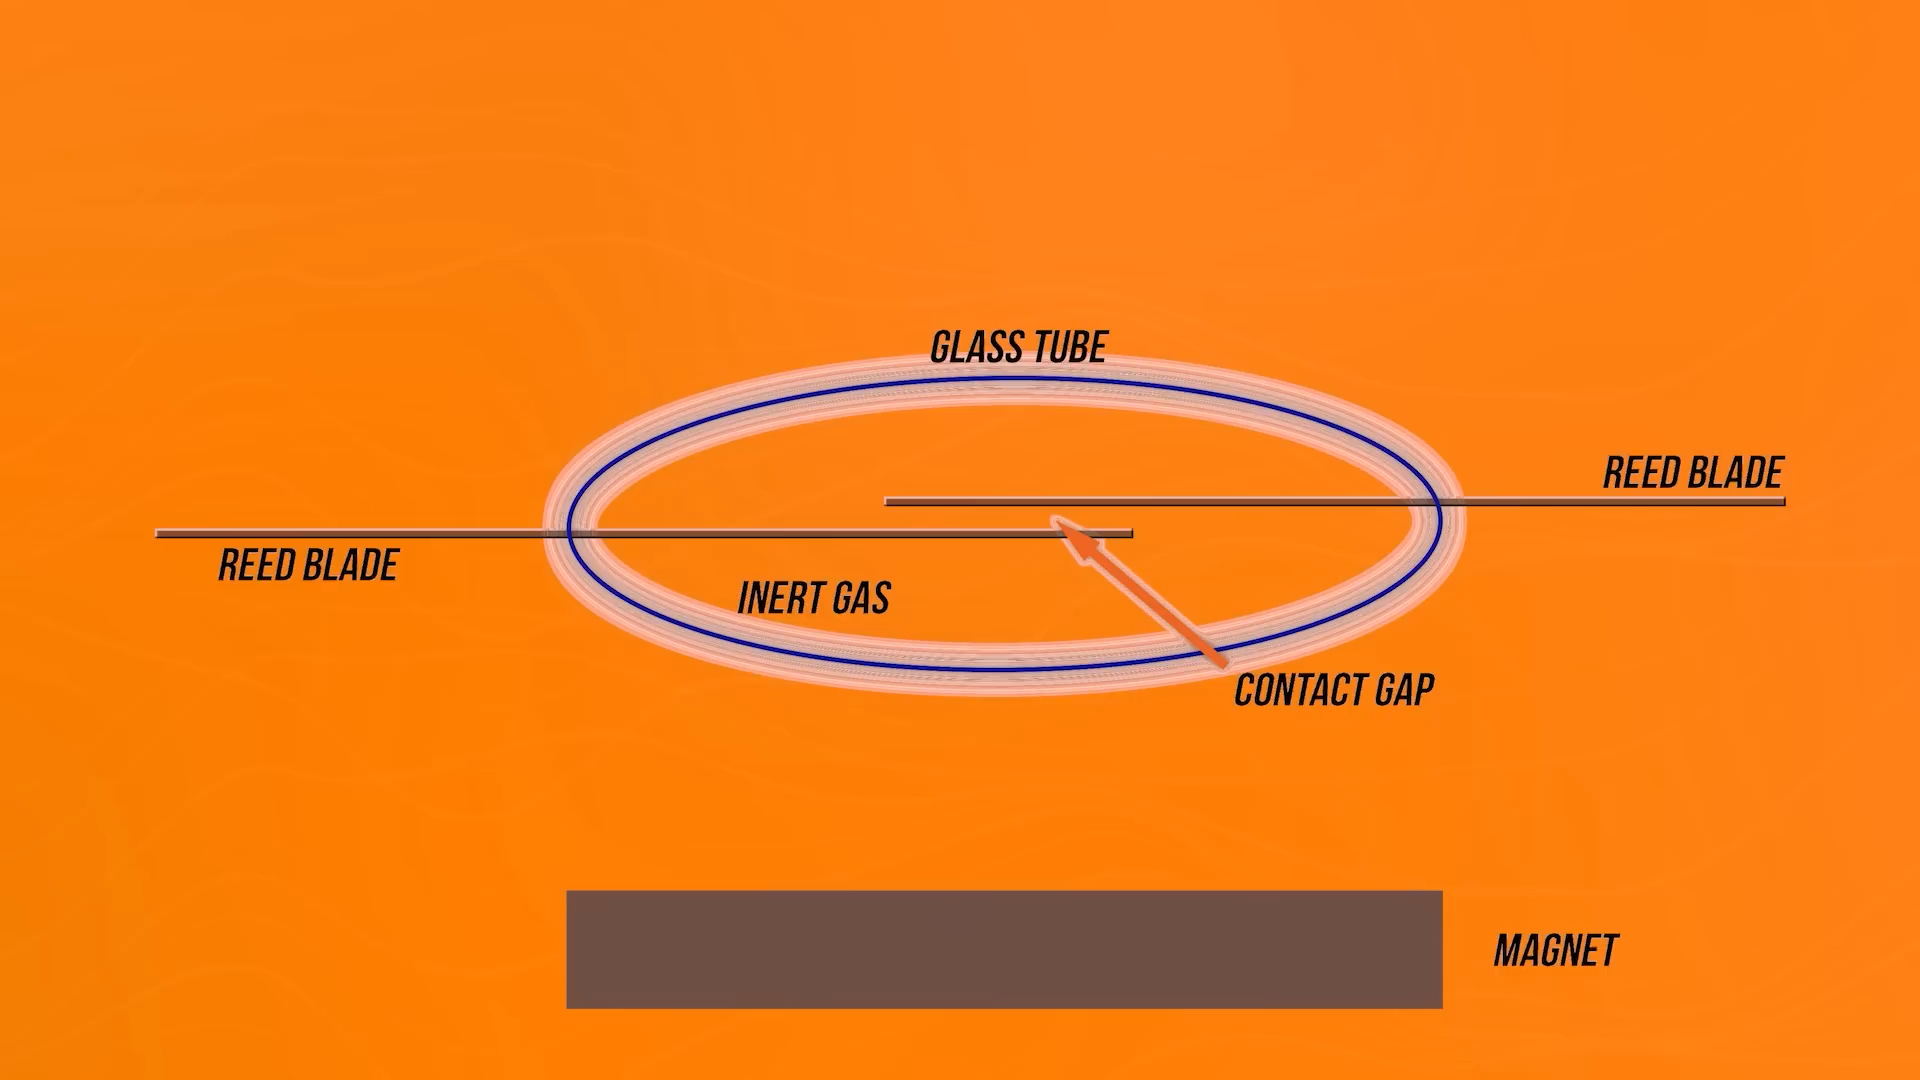 GLASS TUBE
REED BLADE
REED BLADE
INERT GAS
CONTACT GAP
MAGNET